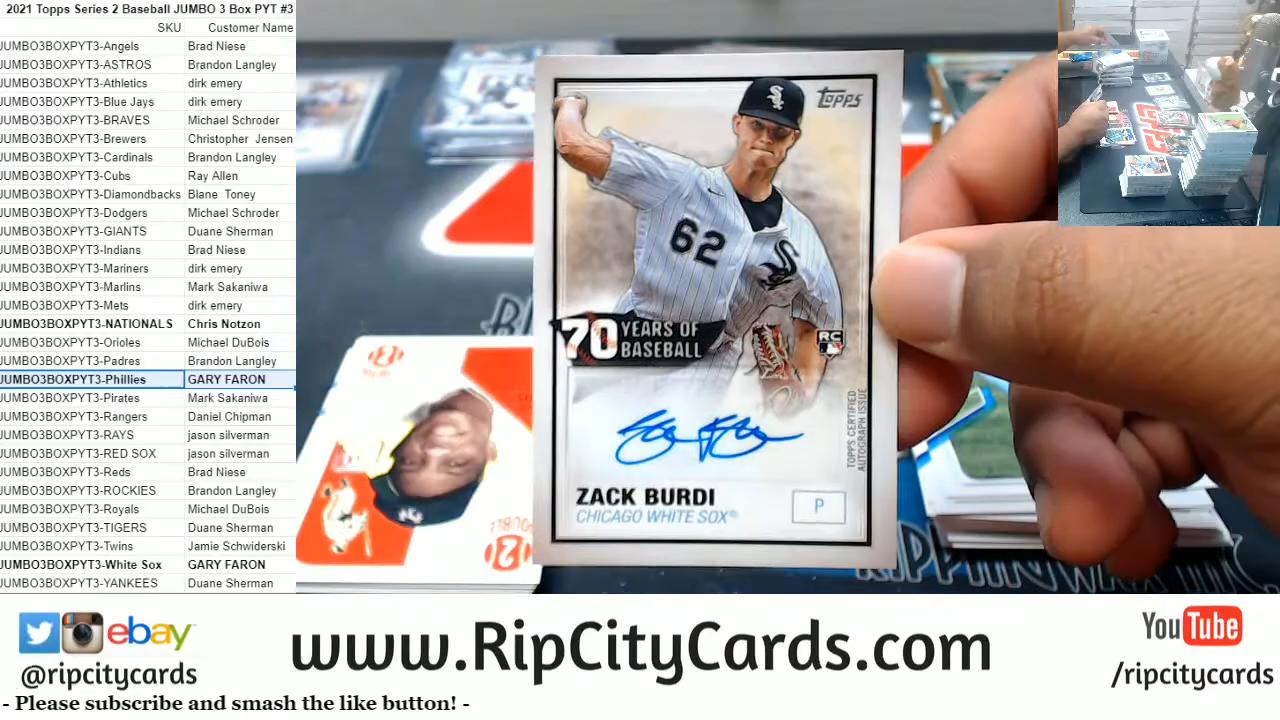 2021 Topps Series 2 Baseball JUMBO 3 Box PYT #3
SKU Customer Name
JUMBO3BOXPYT3-Angels Brad Niese
JUMBO3BOXPYT3-ASTROS Brandon Langley
JUMBO3BOXPYT3-Athletics dirk emery
JUMBO3BOXPYT3-Blue Jays dirk emery
JUMBO3BOXPYT3-BRAVES Michael Schroder
JUMBO3BOXPYT3-Brewers Christopher Jensen
JUMBO3BOXPYT3-Cardinals Brandon Langley
JUMBO3BOXPYT3-Cubs Ray Allen
JUMBO3BOXPYT3-Diamondbacks Blane Toney
JUMBO3BOXPYT3-Dodgers Michael Schroder
JUMBO3BOXPYT3-GIANTS Duane Sherman
JUMBO3BOXPYT3-Indians Brad Niese
JUMBO3BOXPYT3-Mariners dirk emery
JUMBO3BOXPYT3-Marlins Mark Sakaniwa
JUMBO3BOXPYT3-Mets dirk emery
JUMBO3BOXPYT3-NATIONALS Chris Notzon
JUMBO3BOXPYT3-Orioles Michael DuBois
JUMBO3BOXPYT3-Padres Brandon Langley
JUMBO3BOXPYT3-Phillies GARY FARON
JUMBO3BOXPYT3-Pirates Mark Sakaniwa
JUMBO3BOXPYT3-Rangers Daniel Chipman
JUMBO3BOXPYT3-RAYS jason silverman
JUMBO3BOXPYT3-RED SOX jason silverman
JUMBO3BOXPYT3-Reds Brad Niese
JUMBO3BOXPYT3-ROCKIES Brandon Langley
JUMBO3BOXPYT3-Royals Michael DuBois
JUMBO3BOXPYT3-TIGERS Duane Sherman
JUMBO3BOXPYT3-Twins Jamie Schwiderski
JUMBO3BOXPYT3-White Sox GARY FARON
JUMBO3BOXPYT3-YANKEES Duane Sherman
Topps
Sox
62
Sox
70 YEARS OF
BASEBALL
RC
TOPPS CERTIFIED
AUTOGRAPH ISSUE
ZACK BURDI
CHICAGO WHITE SOX®
P
DOUBLE
2
ebay
@ripcitycards
www.RipCityCards.com
YouTube
/ripcitycards
- Please subscribe and smash the like button! -